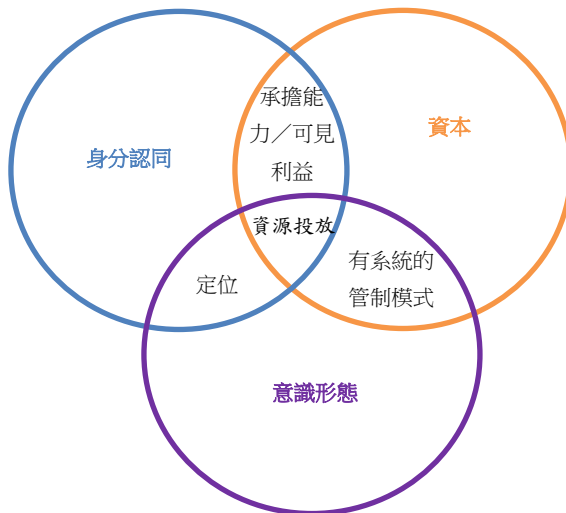 承擔能
力／可見
利益
資本
身分認同
資源投放
有系統的
管制模式
定位
意識形態